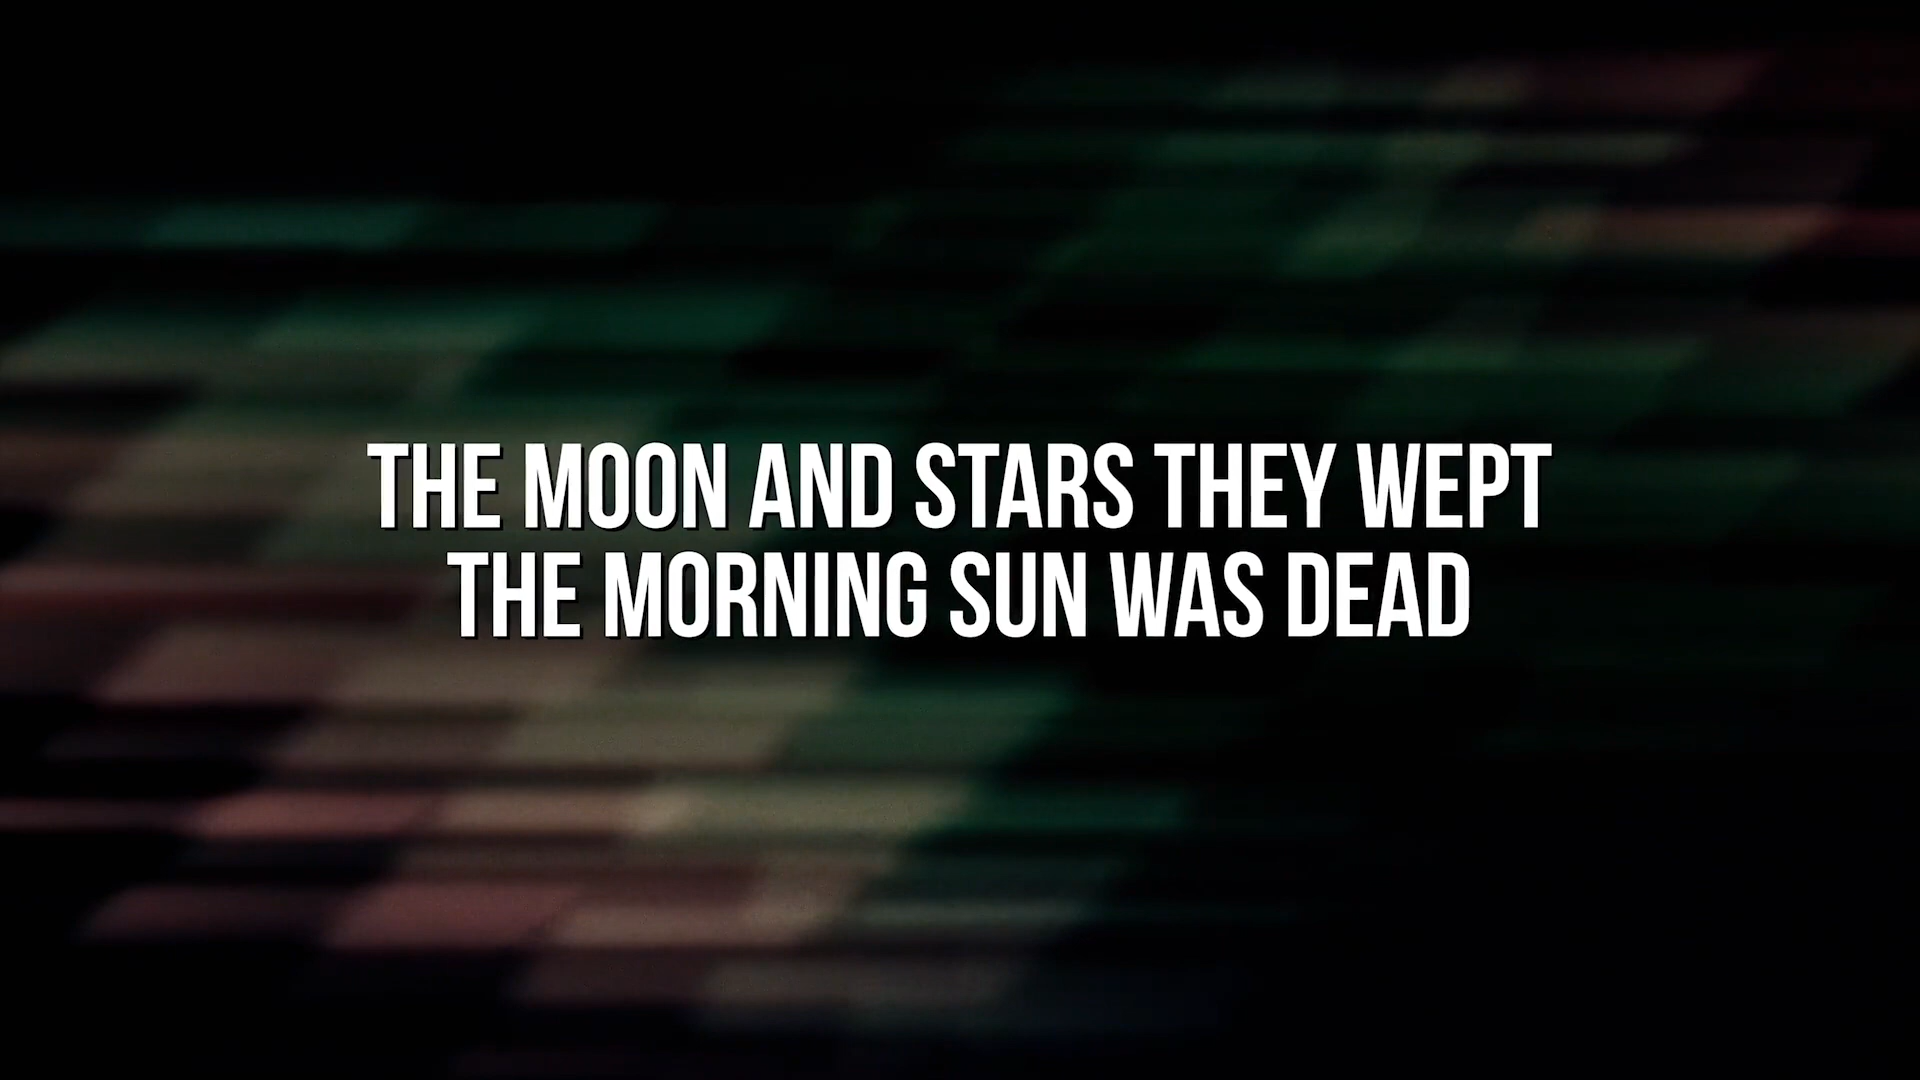 THE MOON AND STARS THEY WEPT
THE MORNING SUN WAS DEAD